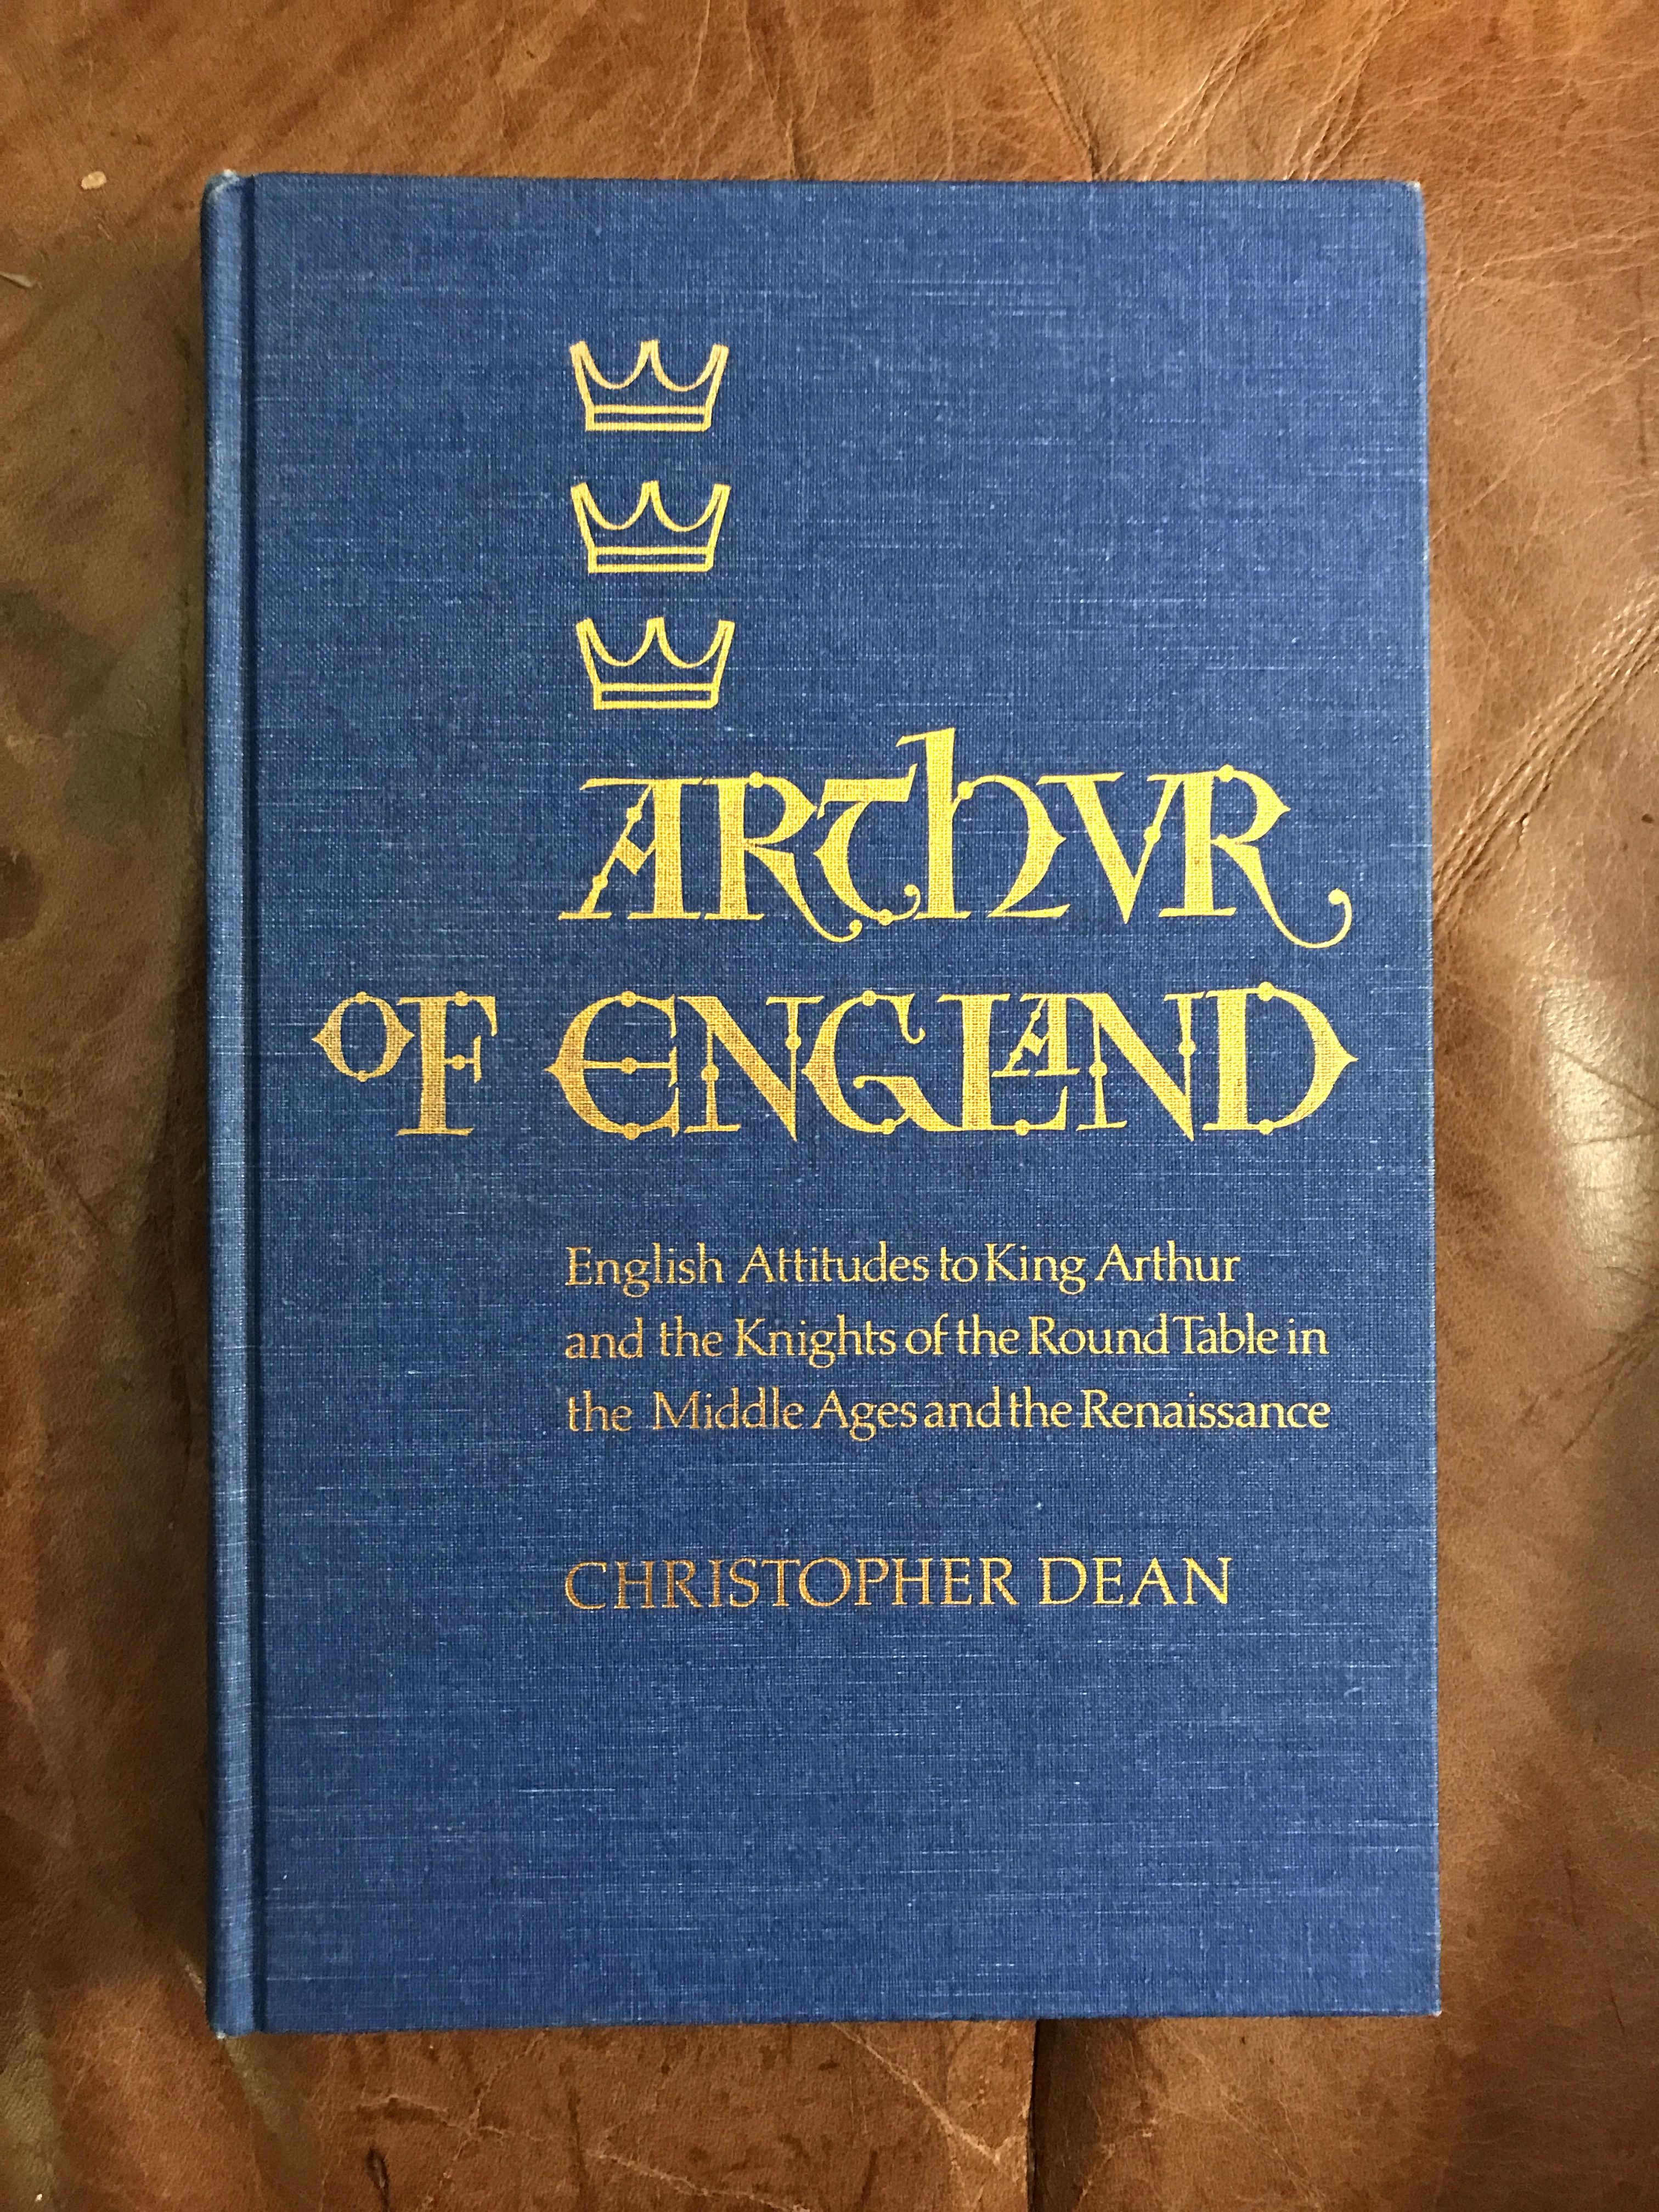 ARThVR
OF ENGLAND
English Attitudes to King Arthur
and the Knights of the Round Table in
the Middle Ages and the Renaissance
CHRISTOPHER DEAN